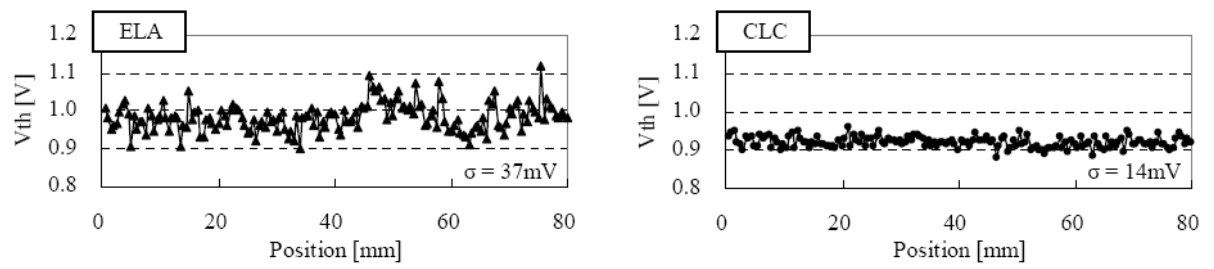 ELA
1.2
1.1
1.0
0.9
0.8
Vth [V]
σ = 37mV
0 20 40 60 80
Position [mm]
CLC
1.2
1.1
1.0
0.9
0.8
Vth [V]
σ = 14mV
0 20 40 60 80
Position [mm]